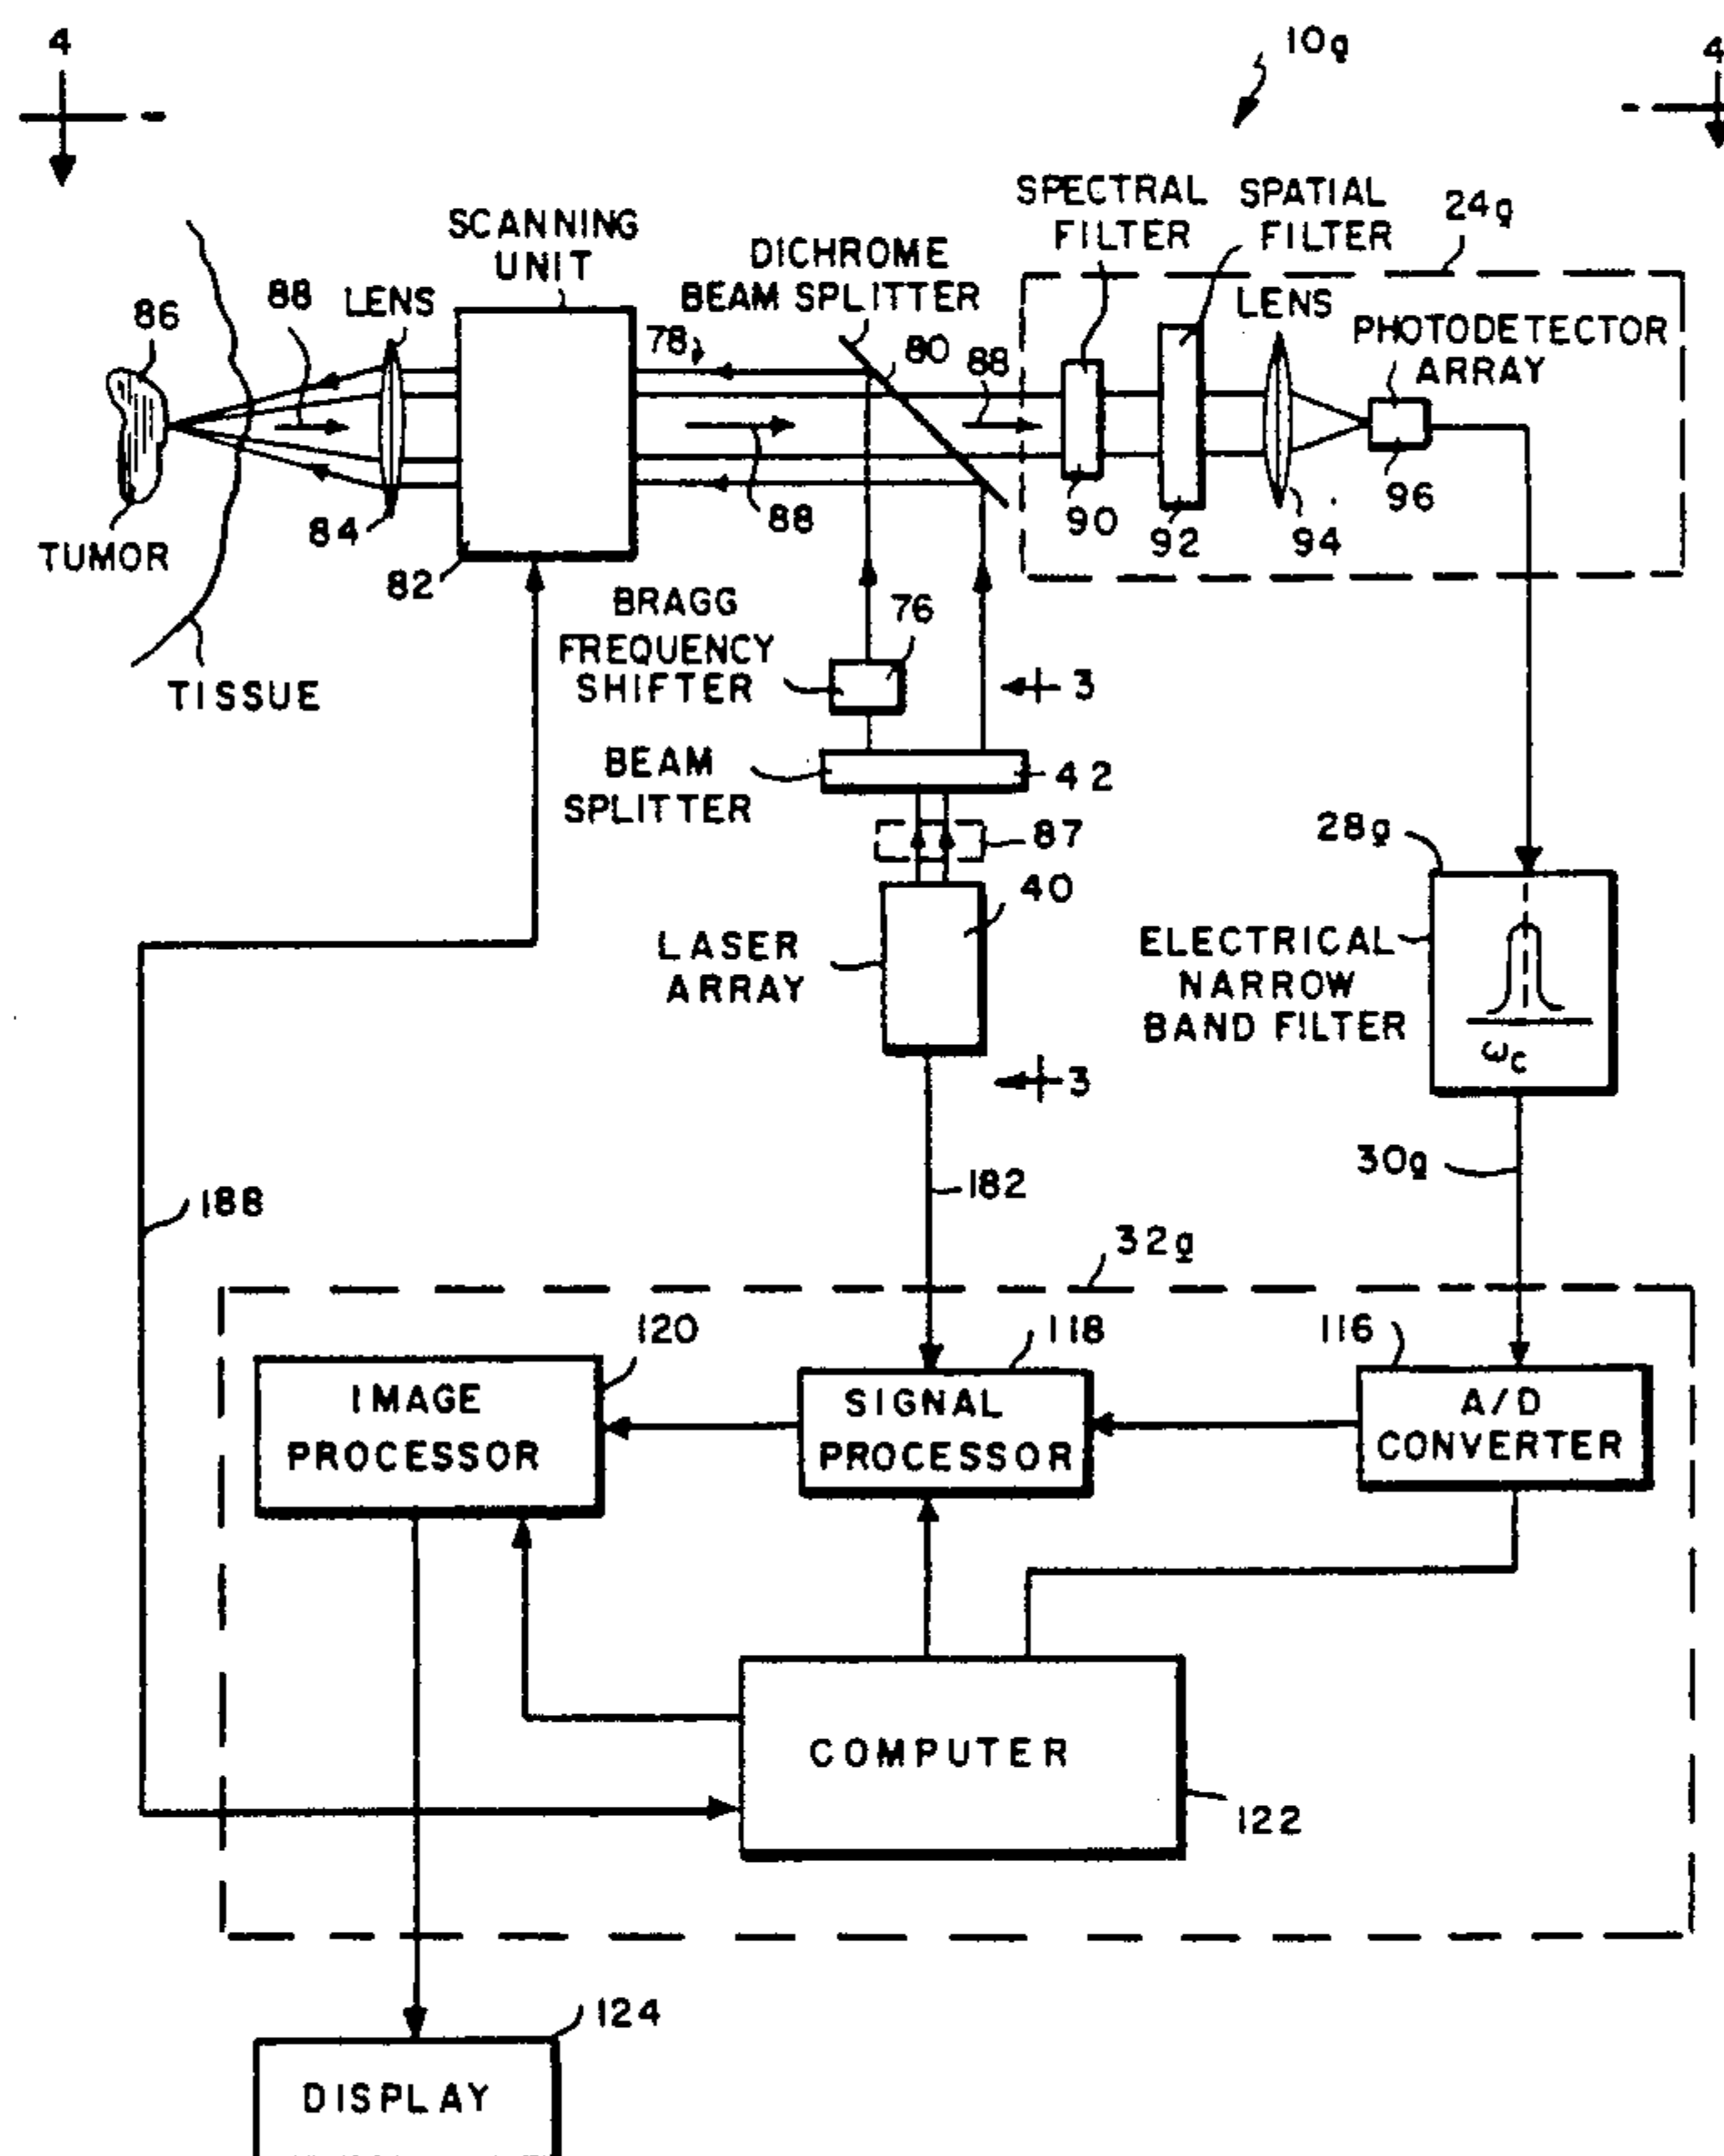 4
10g
4
SPECTRAL
FILTER
SPATIAL
FILTER
24g
SCANNING
UNIT
DICHROME
BEAM SPLITTER
86
88
LENS
78
80
88
LENS
PHOTODETECTOR
ARRAY
84
82
88
90
92
94
96
TUMOR
TISSUE
BRAGG
FREQUENCY
SHIFTER
76
3
BEAM
SPLITTER
42
87
28g
40
LASER
ARRAY
ELECTRICAL
NARROW
BAND FILTER
ωc
3
30g
182
188
32g
120
118
116
IMAGE
PROCESSOR
SIGNAL
PROCESSOR
A/D
CONVERTER
COMPUTER
122
124
DISPLAY